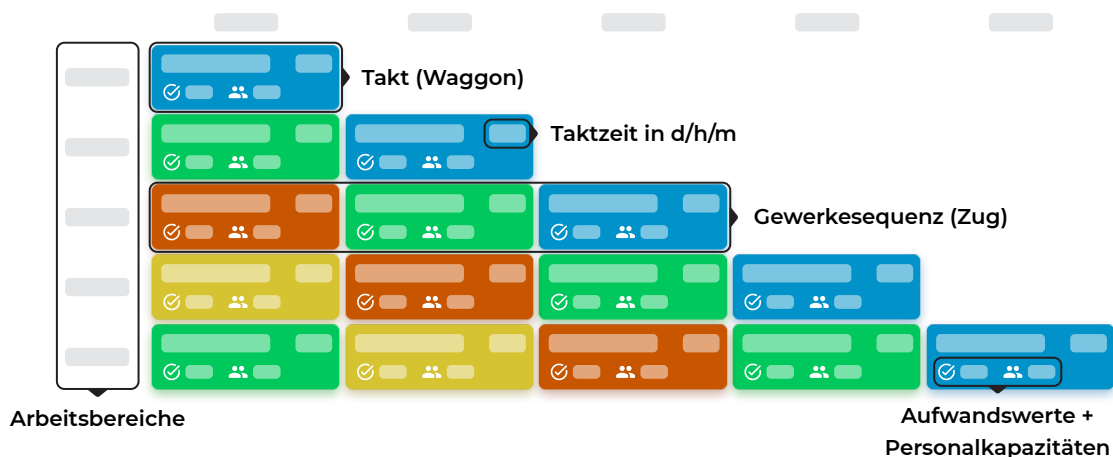 Takt (Waggon)
Taktzeit in d/h/m
Gewerkesequenz (Zug)
Arbeitsbereiche
Aufwandswerte +
Personalkapazitäten